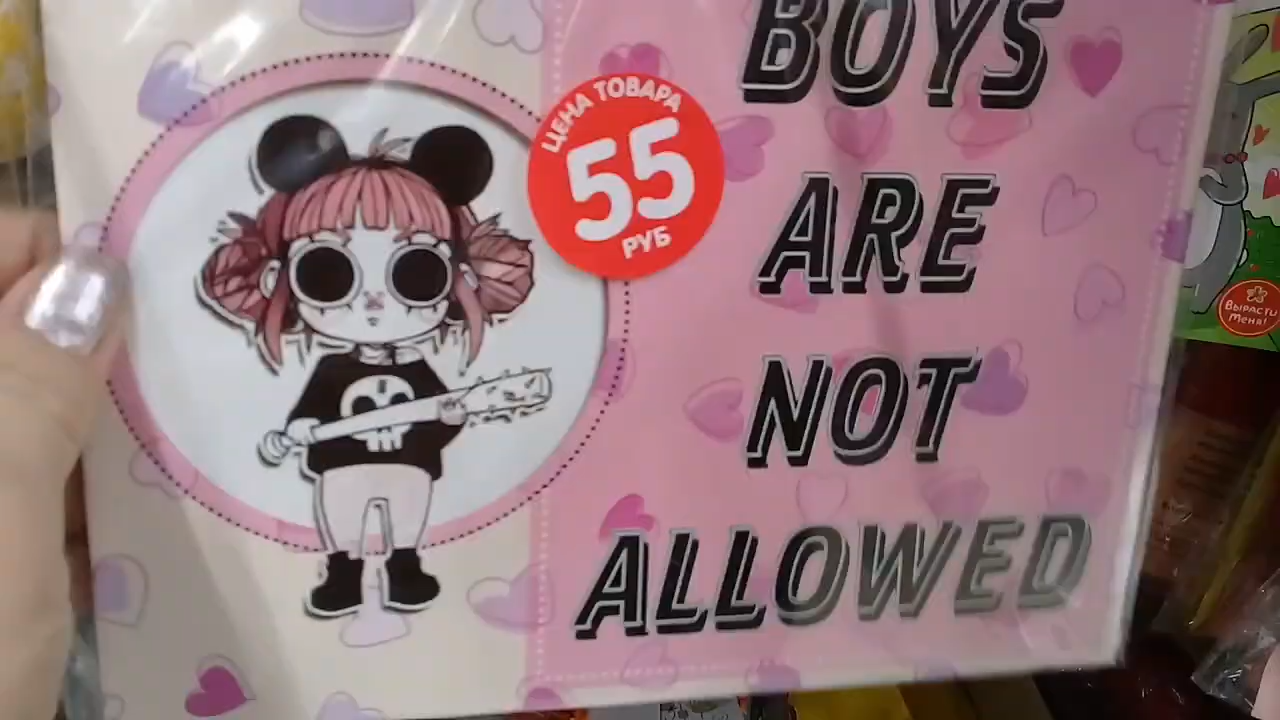 BOYS
ARE
NOT
ALLOWED
ЦЕНА ТОВАРА
55
РУБ
Вырасти
меня!